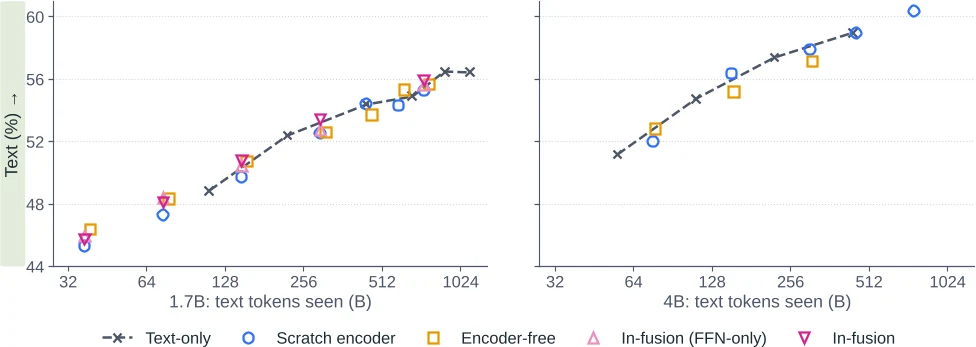 Text (%) →
60
56
52
48
44
32 64 128 256 512 1024
1.7B: text tokens seen (B)
32 64 128 256 512 1024
4B: text tokens seen (B)
Text-only Scratch encoder Encoder-free In-fusion (FFN-only) In-fusion